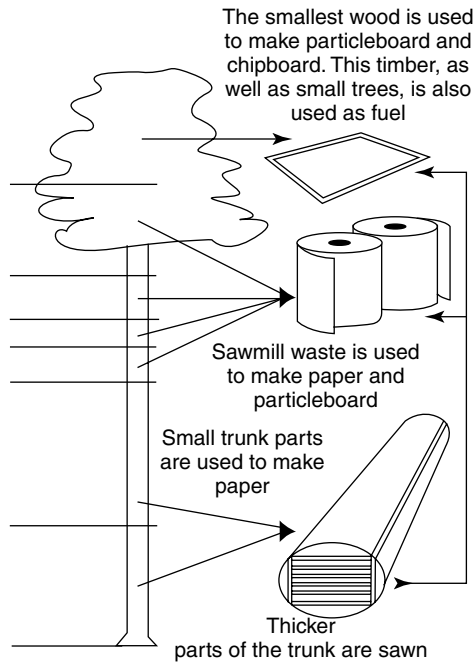 The smallest wood is used
to make particleboard and
chipboard. This timber, as
well as small trees, is also
used as fuel
Sawmill waste is used
to make paper and
particleboard
Small trunk parts
are used to make
paper
Thicker
parts of the trunk are sawn